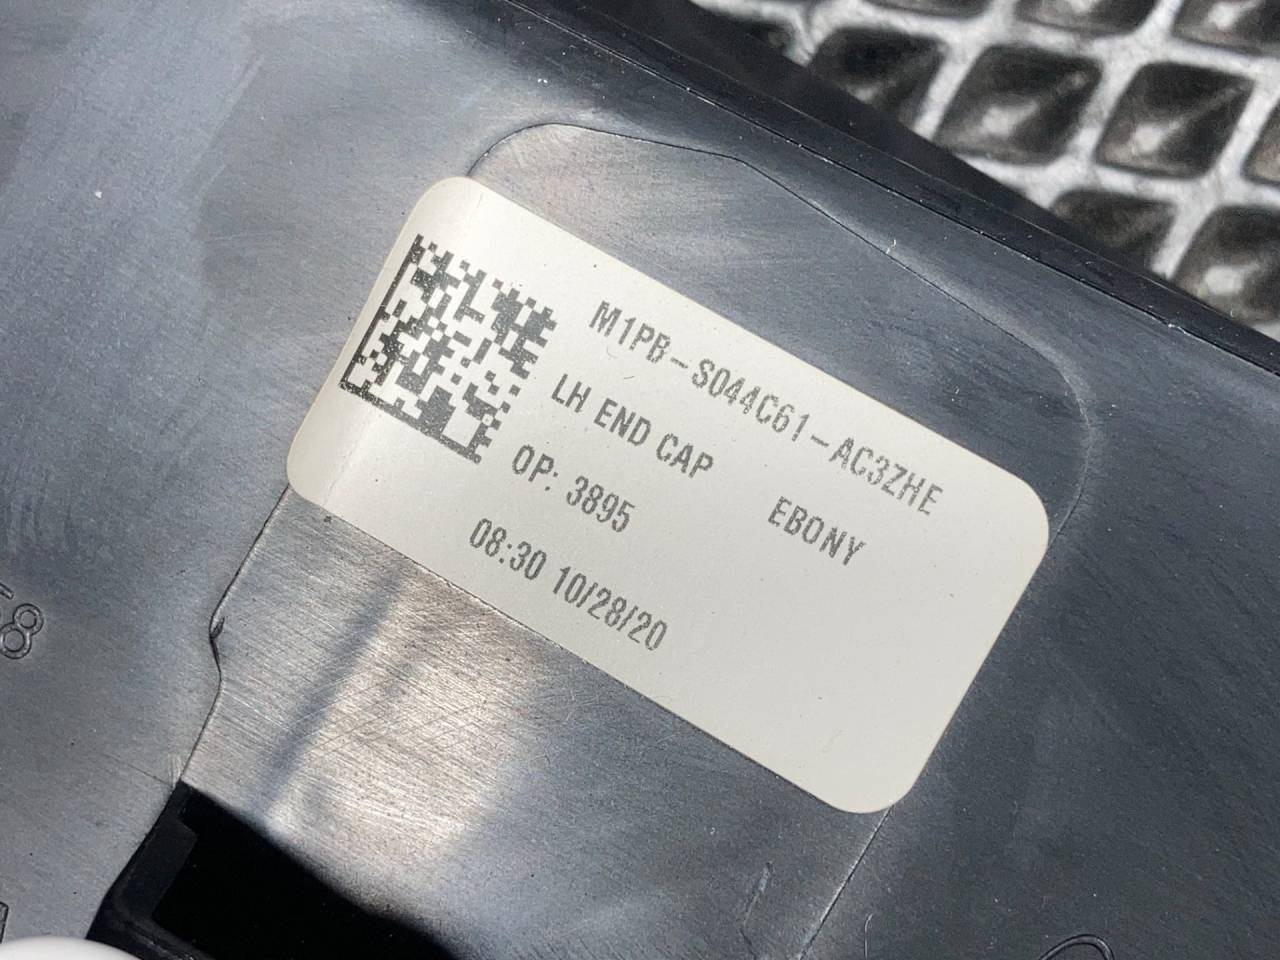 M1PB-S044C61-AC3ZHE
LH END CAP EBONY
OP: 3895
08:30 10/28/20